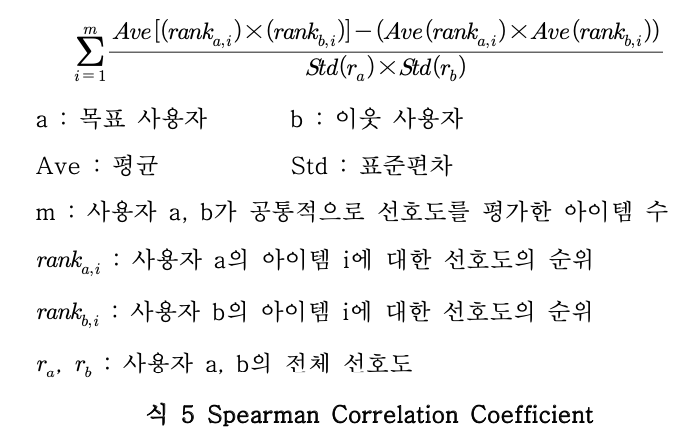 \sum_{i=1}^{m} \frac{Ave[(rank_{a,i})×(rank_{b,i})]-(Ave(rank_{a,i})×Ave(rank_{b,i}))}{Std(r_a)×Std(r_b)}
a : 목표 사용자 b : 이웃 사용자
Ave : 평균 Std : 표준편차
m : 사용자 a, b가 공통적으로 선호도를 평가한 아이템 수
rank_{a,i} : 사용자 a의 아이템 i에 대한 선호도의 순위
rank_{b,i} : 사용자 b의 아이템 i에 대한 선호도의 순위
r_a, r_b : 사용자 a, b의 전체 선호도
식 5 Spearman Correlation Coefficient